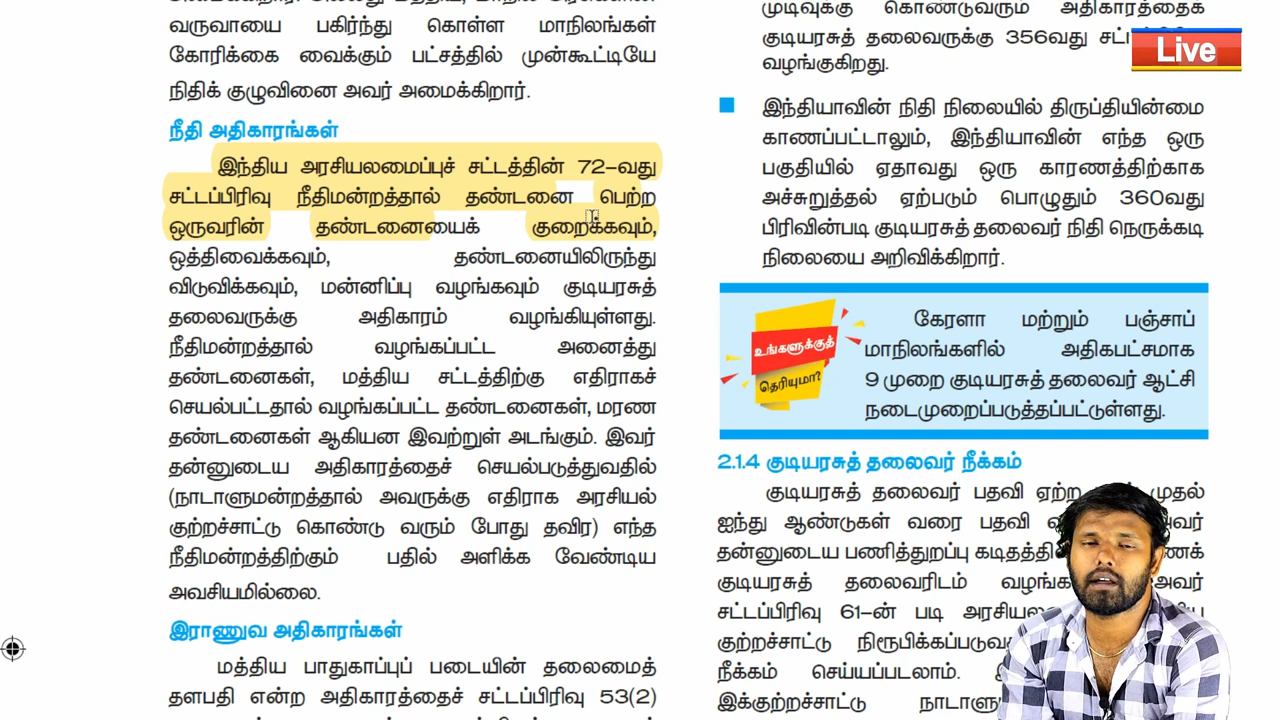 வருவாயை பகிர்ந்து கொள்ள மாநிலங்கள்
கோரிக்கை வைக்கும் பட்சத்தில் முன்கூட்டியே
நிதிக் குழுவினை அவர் அமைக்கிறார்.
நீதி அதிகாரங்கள்
இந்திய அரசியலமைப்புச் சட்டத்தின் 72–வது
சட்டப்பிரிவு நீதிமன்றத்தால் தண்டனை பெற்ற
ஒருவரின் தண்டனையைக் குறைக்கவும்,
ஒத்திவைக்கவும், தண்டனையிலிருந்து
விடுவிக்கவும், மன்னிப்பு வழங்கவும் குடியரசுத்
தலைவருக்கு அதிகாரம் வழங்கியுள்ளது.
நீதிமன்றத்தால் வழங்கப்பட்ட அனைத்து
தண்டனைகள், மத்திய சட்டத்திற்கு எதிராகச்
செயல்பட்டதால் வழங்கப்பட்ட தண்டனைகள், மரண
தண்டனைகள் ஆகியன இவற்றுள் அடங்கும். இவர்
தன்னுடைய அதிகாரத்தைச் செயல்படுத்துவதில்
(நாடாளுமன்றத்தால் அவருக்கு எதிராக அரசியல்
குற்றச்சாட்டு கொண்டு வரும் போது தவிர) எந்த
நீதிமன்றத்திற்கும் பதில் அளிக்க வேண்டிய
அவசியமில்லை.
இராணுவ அதிகாரங்கள்
மத்திய பாதுகாப்புப் படையின் தலைமைத்
தளபதி என்ற அதிகாரத்தைச் சட்டப்பிரிவு 53(2)
முடிவுக்கு கொண்டுவரும் அதிகாரத்தைக்
குடியரசுத் தலைவருக்கு 356வது
வழங்குகிறது.
Live
இந்தியாவின் நிதி நிலையில் திருப்தியின்மை
காணப்பட்டாலும், இந்தியாவின் எந்த ஒரு
பகுதியில் ஏதாவது ஒரு காரணத்திற்காக
அச்சுறுத்தல் ஏற்படும் பொழுதும் 360வது
பிரிவின்படி குடியரசுத் தலைவர் நிதி நெருக்கடி
நிலையை அறிவிக்கிறார்.
உங்களுக்குத்
தெரியுமா?
கேரளா மற்றும் பஞ்சாப்
மாநிலங்களில் அதிகபட்சமாக
9 முறை குடியரசுத் தலைவர் ஆட்சி
நடைமுறைப்படுத்தப்பட்டுள்ளது.
2.1.4 குடியரசுத் தலைவர் நீக்கம்
குடியரசுத் தலைவர் பதவி ஏற்ற முதல்
ஐந்து ஆண்டுகள் வரை பதவி
தன்னுடைய பணித்துறப்பு
குடியரசுத் தலைவரிடம்
சட்டப்பிரிவு 61–ன் படி
குற்றச்சாட்டு
நீக்கம் செய்யப்படலாம்.
இக்குற்றச்சாட்டு